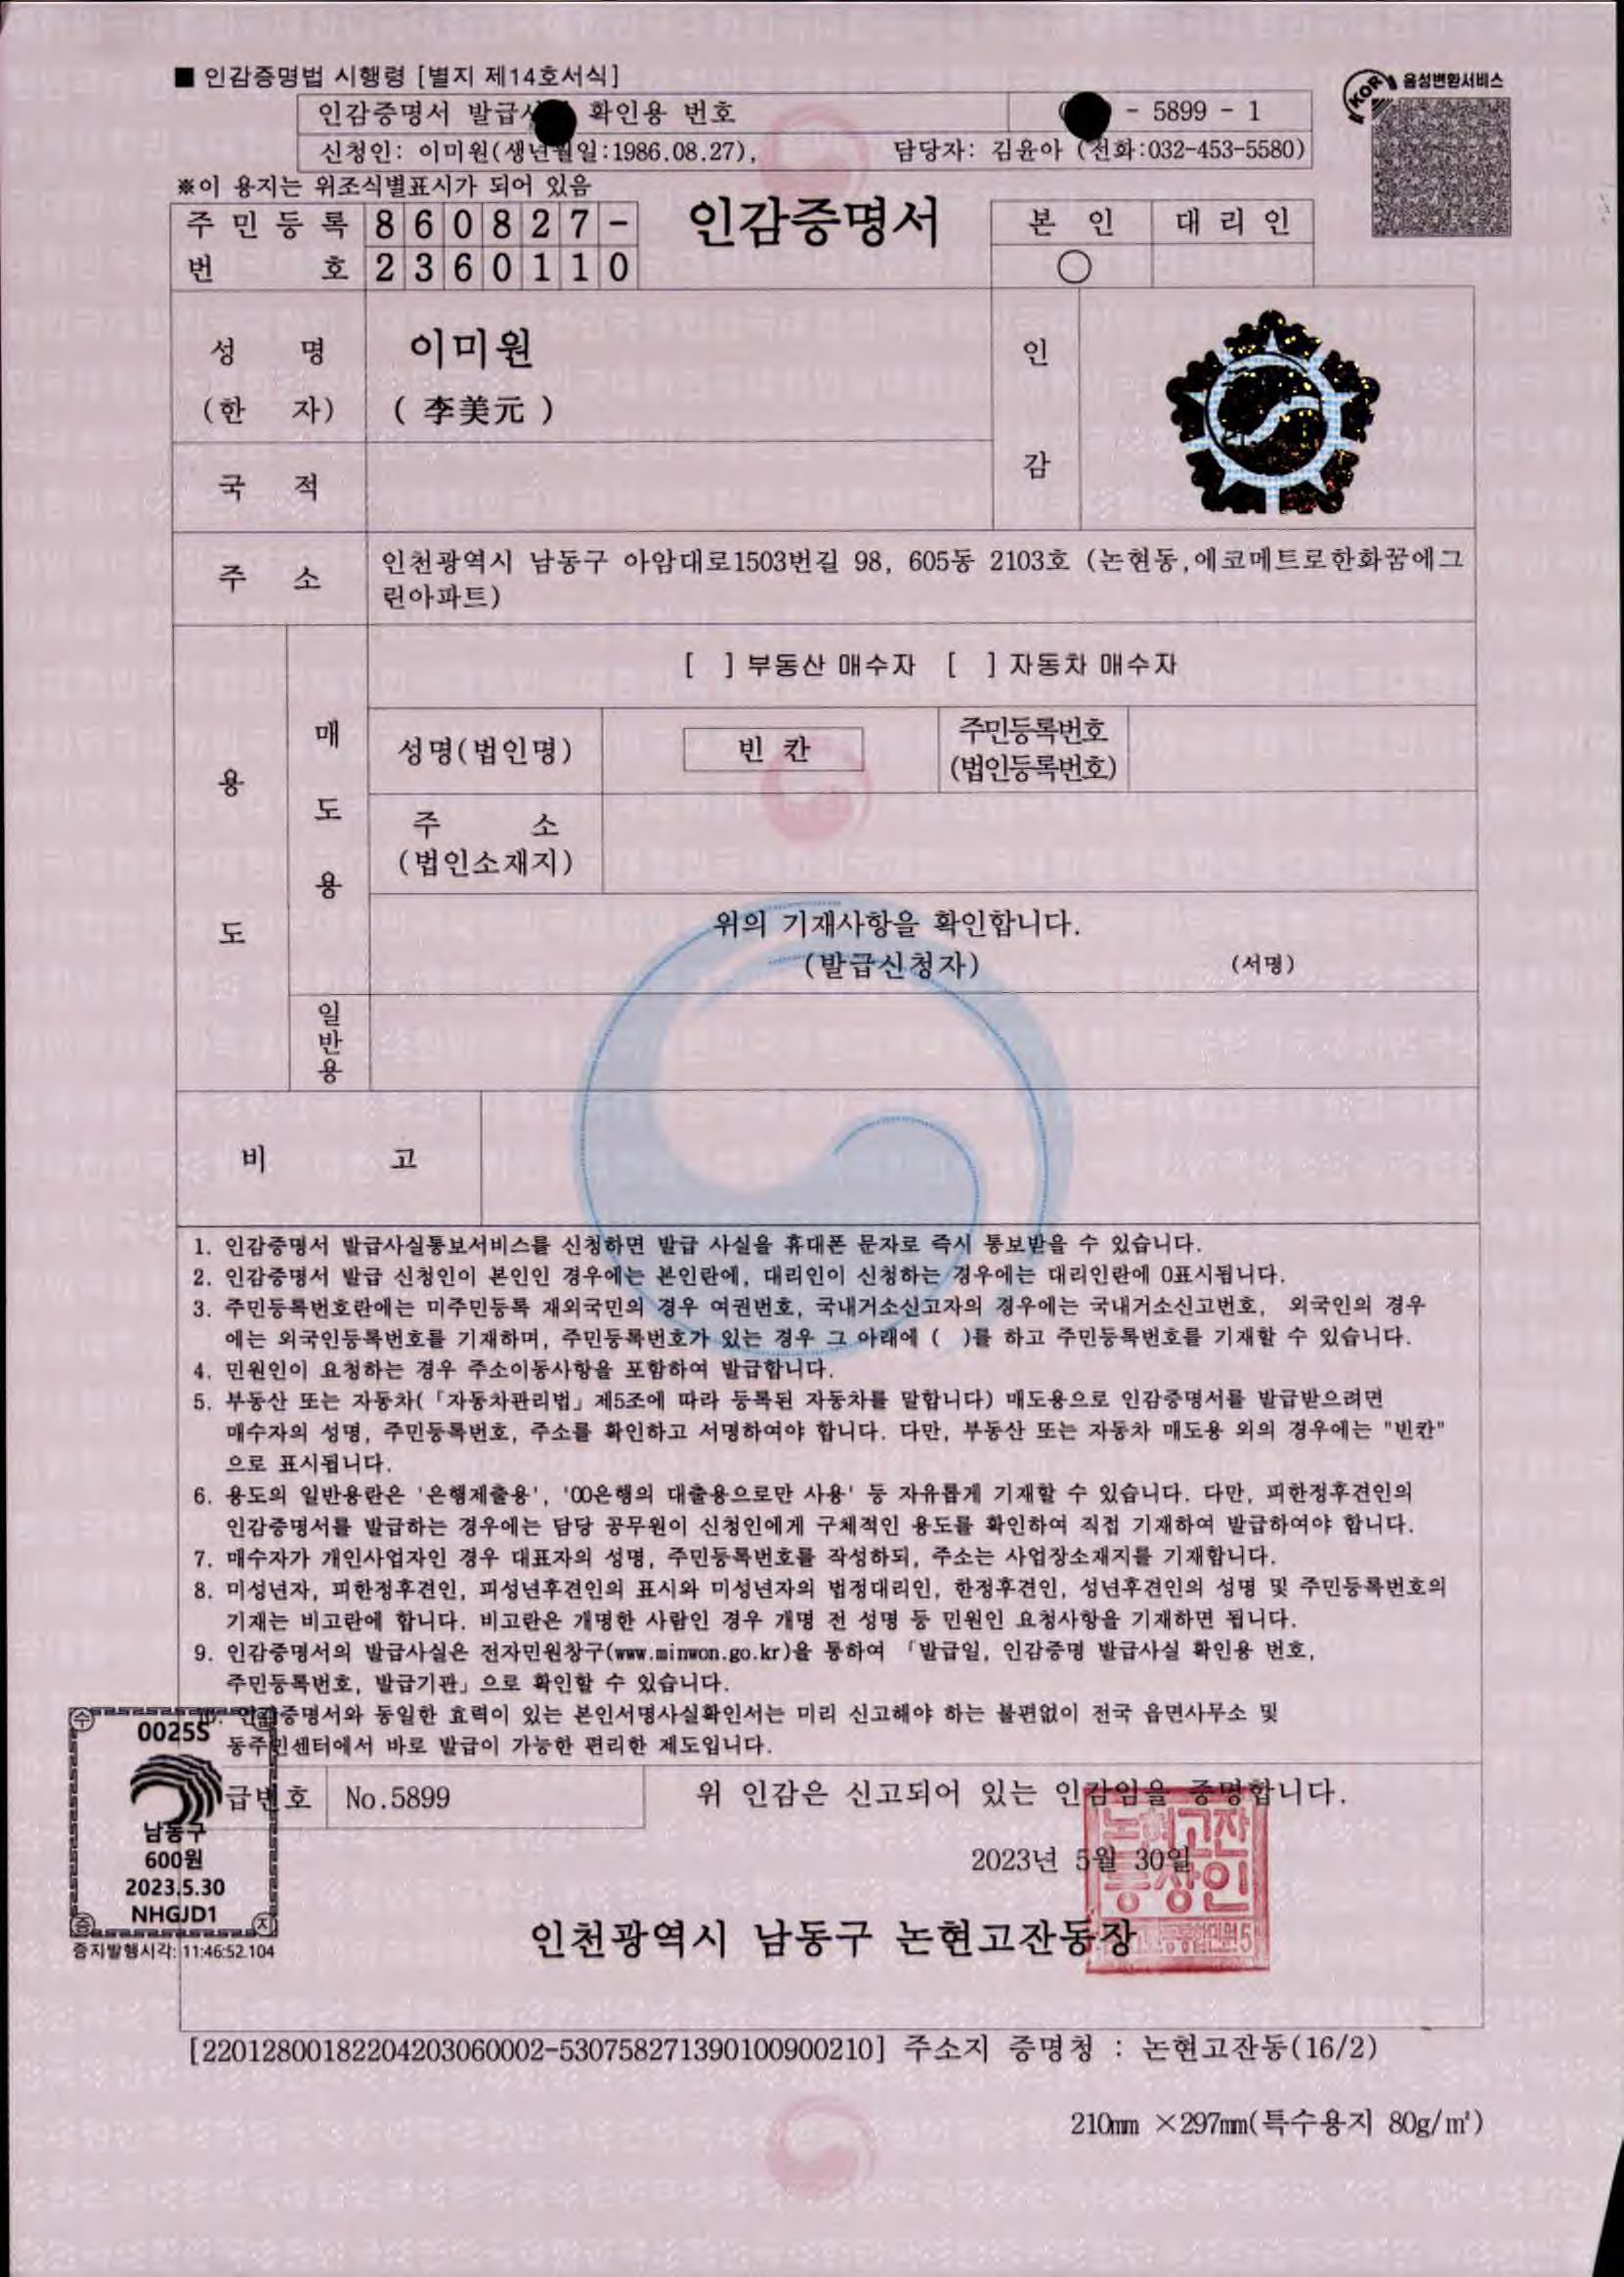 ■ 인감증명법 시행령 [별지 제14호서식]
음성변환서비스
KOR
인감증명서 발급 확인용 번호 - 5899 - 1
신청인: 이미원(생년월일:1986.08.27), 담당자: 김윤아 (전화:032-453-5580)
※이 용지는 위조식별표시가 되어 있음
주 민 등 록 8 6 0 8 2 7 -
번 호 2 3 6 0 1 1 0
인감증명서
본 인 대 리 인
○
성 명 이미원
(한 자) ( 李美元 )
인 감
국 적
주 소 인천광역시 남동구 아암대로1503번길 98, 605동 2103호 (논현동,에코메트로한화꿈에그
린아파트)
용 도
매 도 용
[ ] 부동산 매수자 [ ] 자동차 매수자
성명(법인명) 빈 칸 주민등록번호
(법인등록번호)
주 소
(법인소재지)
위의 기재사항을 확인합니다.
(발급신청자) (서명)
일 반 용
비 고
1. 인감증명서 발급사실통보서비스를 신청하면 발급 사실을 휴대폰 문자로 즉시 통보받을 수 있습니다.
2. 인감증명서 발급 신청인이 본인인 경우에는 본인란에, 대리인이 신청하는 경우에는 대리인란에 0표시됩니다.
3. 주민등록번호란에는 미주민등록 재외국민의 경우 여권번호, 국내거소신고자의 경우에는 국내거소신고번호, 외국인의 경우
에는 외국인등록번호를 기재하며, 주민등록번호가 있는 경우 그 아래에 ( )를 하고 주민등록번호를 기재할 수 있습니다.
4. 민원인이 요청하는 경우 주소이동사항을 포함하여 발급합니다.
5. 부동산 또는 자동차(「자동차관리법」 제5조에 따라 등록된 자동차를 말합니다) 매도용으로 인감증명서를 발급받으려면
매수자의 성명, 주민등록번호, 주소를 확인하고 서명하여야 합니다. 다만, 부동산 또는 자동차 매도용 외의 경우에는 "빈칸"
으로 표시됩니다.
6. 용도의 일반용란은 '은행제출용', '00은행의 대출용으로만 사용' 등 자유롭게 기재할 수 있습니다. 다만, 피한정후견인의
인감증명서를 발급하는 경우에는 담당 공무원이 신청인에게 구체적인 용도를 확인하여 직접 기재하여 발급하여야 합니다.
7. 매수자가 개인사업자인 경우 대표자의 성명, 주민등록번호를 작성하되, 주소는 사업장소재지를 기재합니다.
8. 미성년자, 피한정후견인, 피성년후견인의 표시와 미성년자의 법정대리인, 한정후견인, 성년후견인의 성명 및 주민등록번호의
기재는 비고란에 합니다. 비고란은 개명한 사람인 경우 개명 전 성명 등 민원인 요청사항을 기재하면 됩니다.
9. 인감증명서의 발급사실은 전자민원창구(www.minwon.go.kr)을 통하여 「발급일, 인감증명 발급사실 확인용 번호,
주민등록번호, 발급기관」으로 확인할 수 있습니다.
인감증명서와 동일한 효력이 있는 본인서명사실확인서는 미리 신고해야 하는 불편없이 전국 읍면사무소 및
동주민센터에서 바로 발급이 가능한 편리한 제도입니다.
수 입 증 지
00255
남동구
600원
2023.5.30
NHGJD1
증지발행시각: 11:46:52.104
급번호 No.5899
위 인감은 신고되어 있는 인감임을 증명합니다.
2023년 5월 30일
인천광역시 남동구 논현고잔동장
논현고잔
동장인
[22012800182204203060002-530758271390100900210] 주소지 증명청 : 논현고잔동(16/2)
210mm ×297mm(특수용지 80g/㎡)